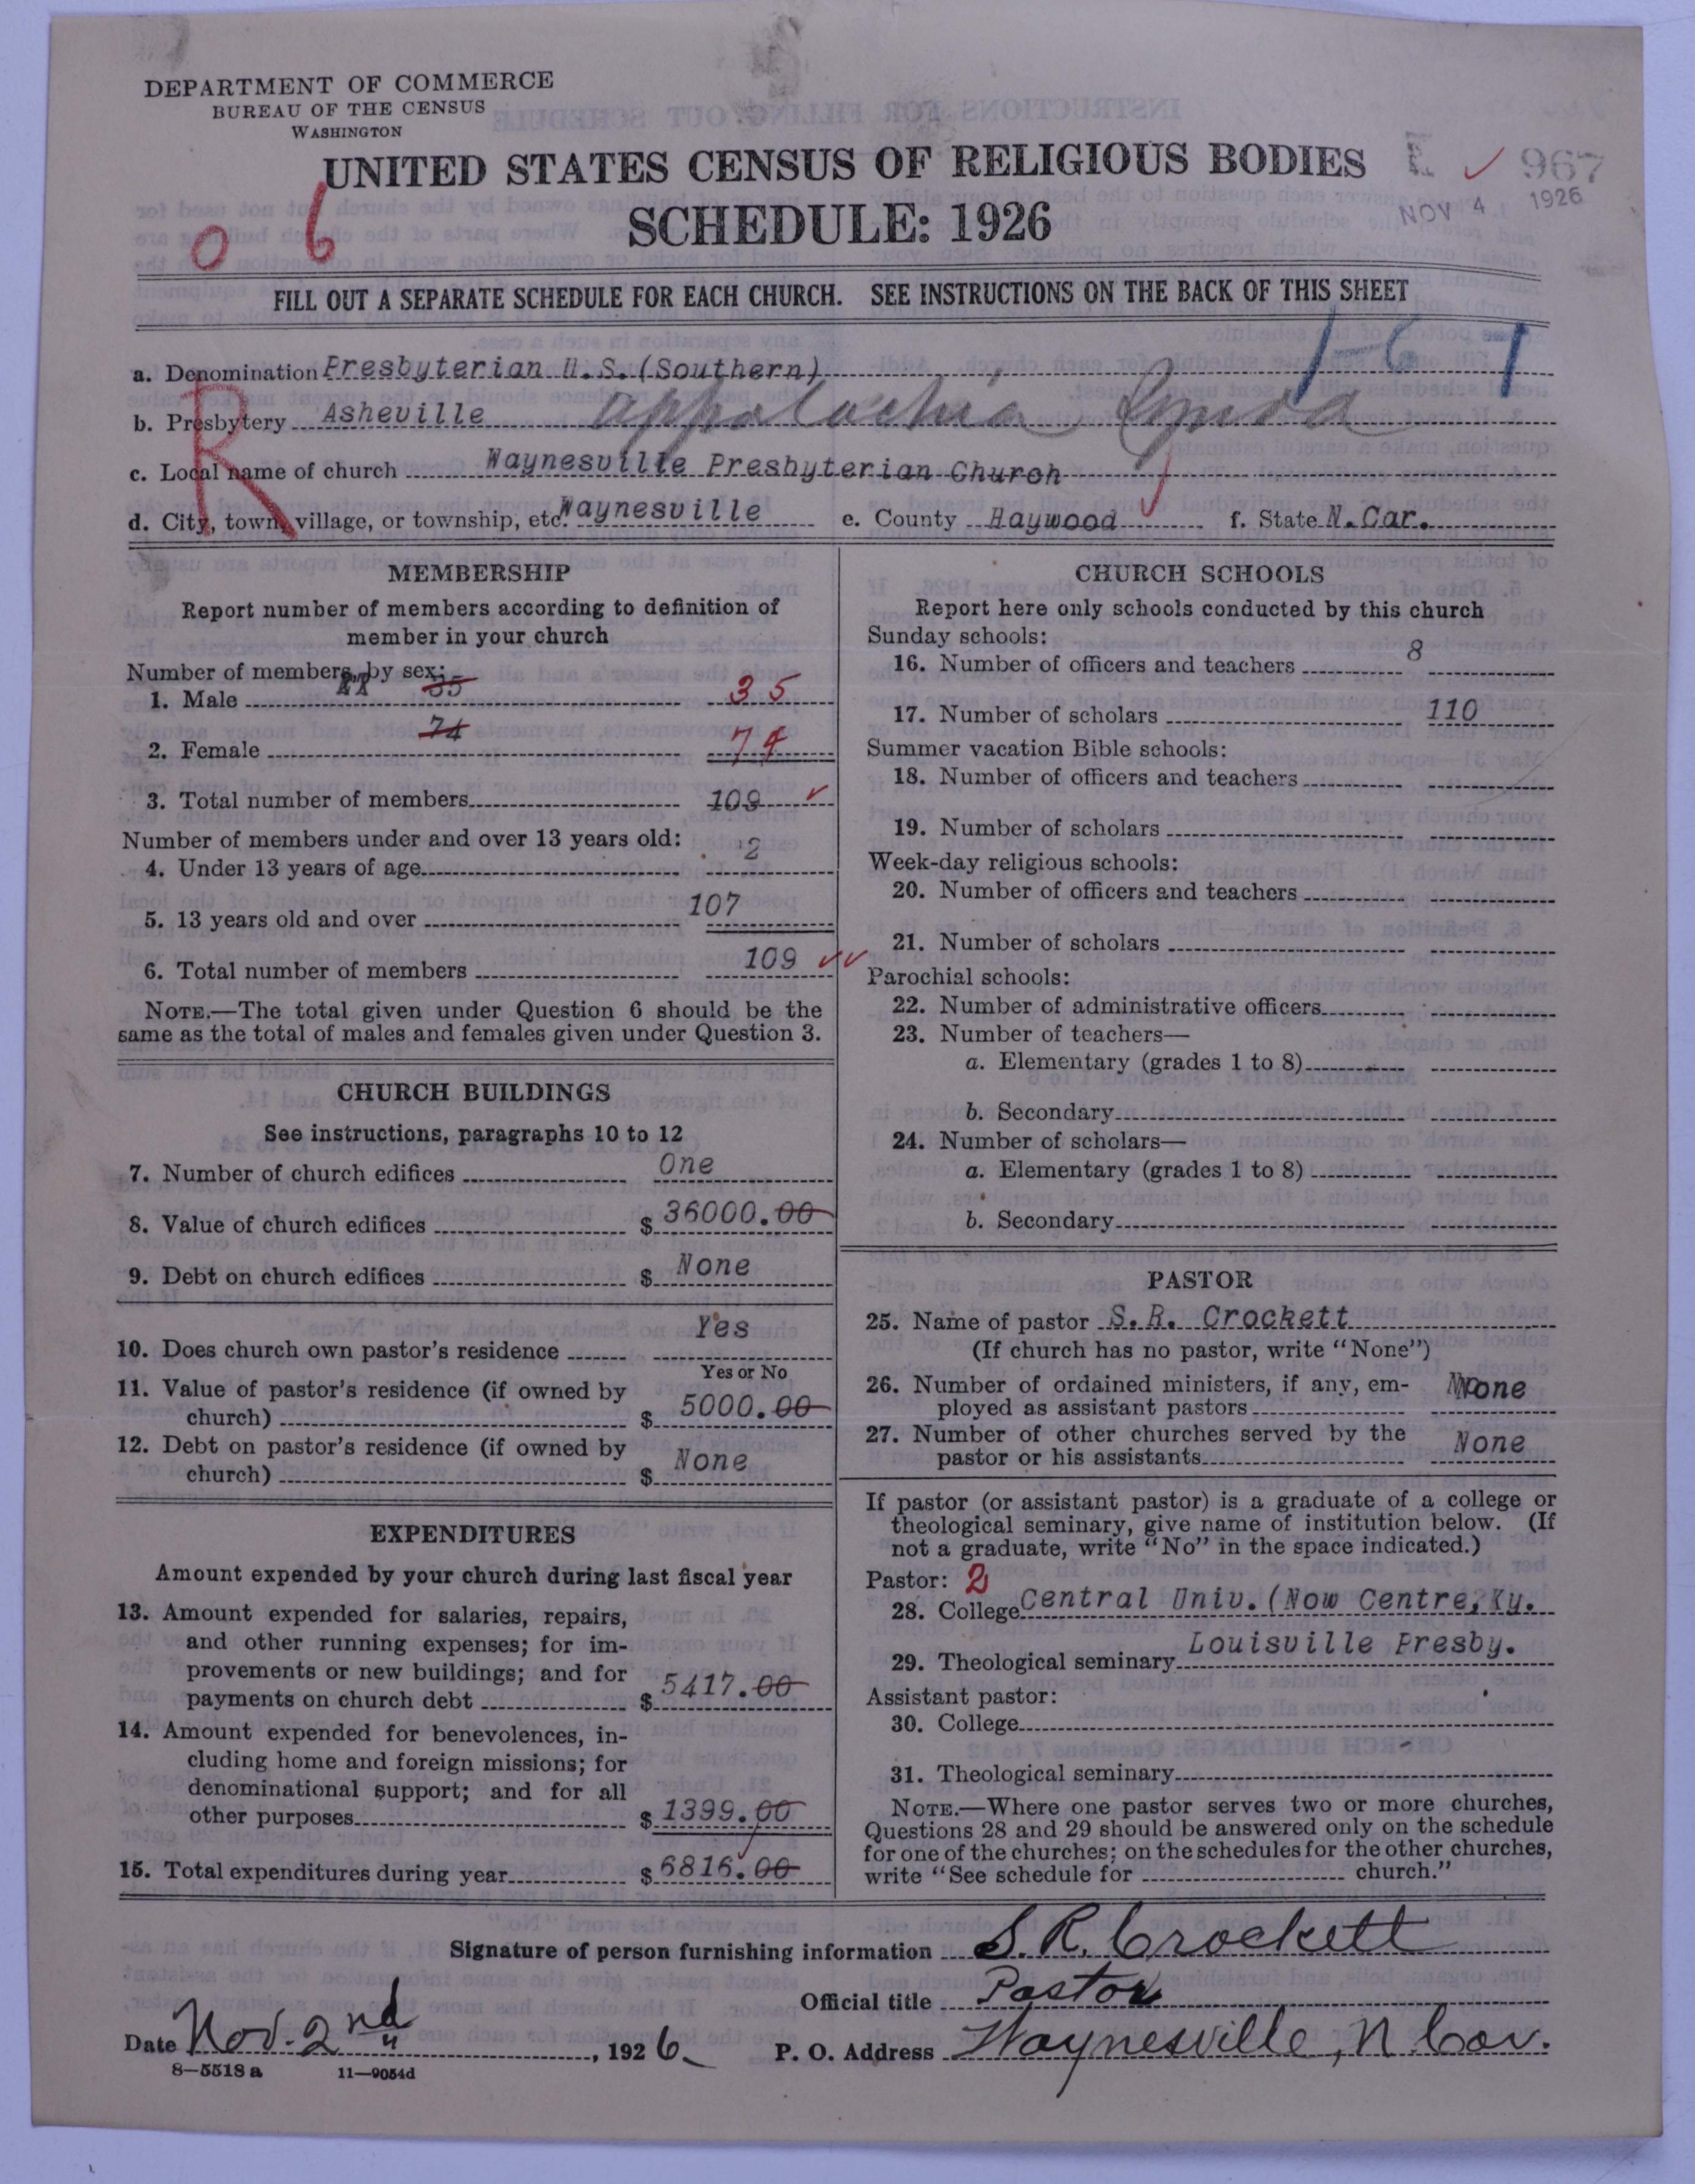 DEPARTMENT OF COMMERCE
BUREAU OF THE CENSUS
WASHINGTON
UNITED STATES CENSUS OF RELIGIOUS BODIES
SCHEDULE: 1926
967
NOV 4 1926
0 6
FILL OUT A SEPARATE SCHEDULE FOR EACH CHURCH. SEE INSTRUCTIONS ON THE BACK OF THIS SHEET
1-6 7
a. Denomination Presbyterian U.S. (Southern)
b. Presbytery Asheville Appalachia Synod
R
c. Local name of church Waynesville Presbyterian Church
d. City, town, village, or township, etc. Waynesville e. County Haywood f. State N. Car.
MEMBERSHIP
Report number of members according to definition of
member in your church
Number of members, by sex:
1. Male 35 35
2. Female 74 74
3. Total number of members 109
Number of members under and over 13 years old:
4. Under 13 years of age 2
5. 13 years old and over 107
6. Total number of members 109
NOTE.—The total given under Question 6 should be the
same as the total of males and females given under Question 3.
CHURCH BUILDINGS
See instructions, paragraphs 10 to 12
7. Number of church edifices One
8. Value of church edifices $ 36000.00
9. Debt on church edifices $ None
10. Does church own pastor's residence Yes
Yes or No
11. Value of pastor's residence (if owned by
church) $ 5000.00
12. Debt on pastor's residence (if owned by
church) $ None
EXPENDITURES
Amount expended by your church during last fiscal year
13. Amount expended for salaries, repairs,
and other running expenses; for im-
provements or new buildings; and for
payments on church debt $ 5417.00
14. Amount expended for benevolences, in-
cluding home and foreign missions; for
denominational support; and for all
other purposes $ 1399.00
15. Total expenditures during year $ 6816.00
CHURCH SCHOOLS
Report here only schools conducted by this church
Sunday schools:
16. Number of officers and teachers 8
17. Number of scholars 110
Summer vacation Bible schools:
18. Number of officers and teachers
19. Number of scholars
Week-day religious schools:
20. Number of officers and teachers
21. Number of scholars
Parochial schools:
22. Number of administrative officers
23. Number of teachers—
a. Elementary (grades 1 to 8)
b. Secondary
24. Number of scholars—
a. Elementary (grades 1 to 8)
b. Secondary
PASTOR
25. Name of pastor S. R. Crockett
(If church has no pastor, write "None")
26. Number of ordained ministers, if any, em-
ployed as assistant pastors None
27. Number of other churches served by the
pastor or his assistants None
If pastor (or assistant pastor) is a graduate of a college or
theological seminary, give name of institution below. (If
not a graduate, write "No" in the space indicated.)
Pastor: 2
28. College Central Univ. (Now Centre, Ky.
29. Theological seminary Louisville Presby.
Assistant pastor:
30. College
31. Theological seminary
NOTE.—Where one pastor serves two or more churches,
Questions 28 and 29 should be answered only on the schedule
for one of the churches; on the schedules for the other churches,
write "See schedule for church."
Signature of person furnishing information S. R. Crockett
Official title Pastor
Date Nov. 2nd, 1926 P. O. Address Waynesville, N. Car.
8—5518 a 11—9054d